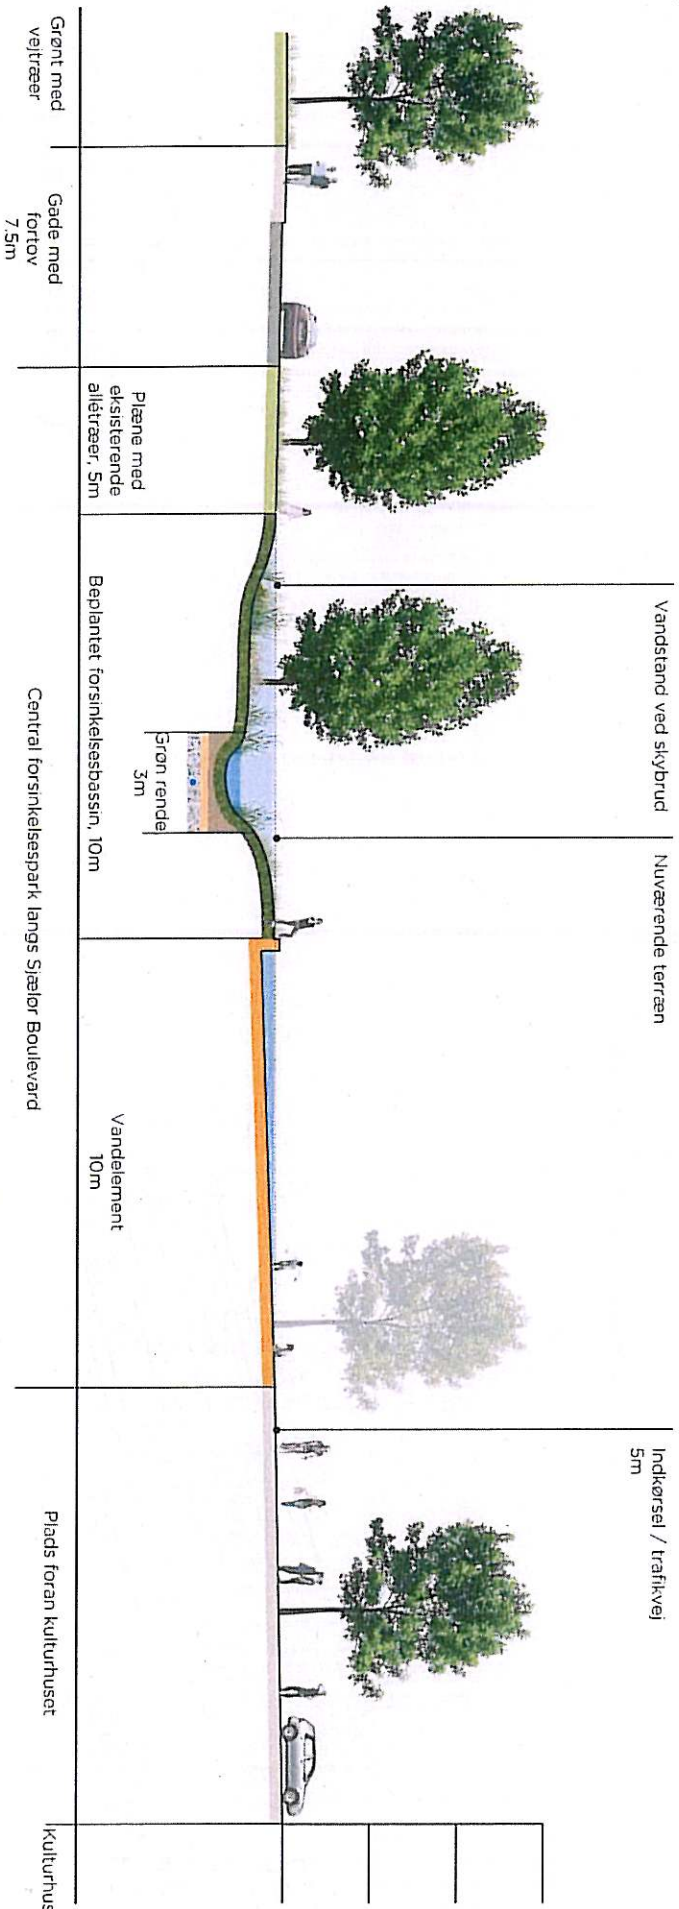 Vandstand ved skybrud
Nuværende terræn
Indkørsel / trafikvej
5m
Grønt med
vejtræer
Gade med
fortov
7.5m
Plæne med
eksisterende
allétræer, 5m
Beplantet forsinkelsesbassin, 10m
Grøn rende
3m
Vandelement
10m
Plads foran kulturhuset
Kulturhus
Central forsinkelsespark langs Sjælør Boulevard